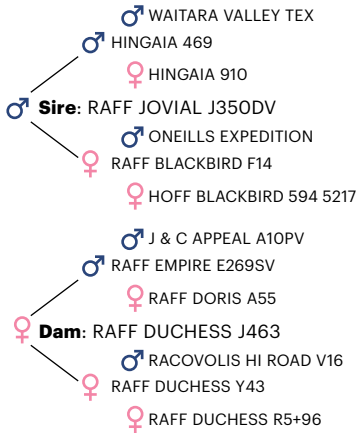 WAITARA VALLEY TEX
HINGAIA 469
HINGAIA 910
Sire: RAFF JOVIAL J350DV
ONEILLS EXPEDITION
RAFF BLACKBIRD F14
HOFF BLACKBIRD 594 5217
J & C APPEAL A10PV
RAFF EMPIRE E269SV
RAFF DORIS A55
Dam: RAFF DUCHESS J463
RACOVOLIS HI ROAD V16
RAFF DUCHESS Y43
RAFF DUCHESS R5+96